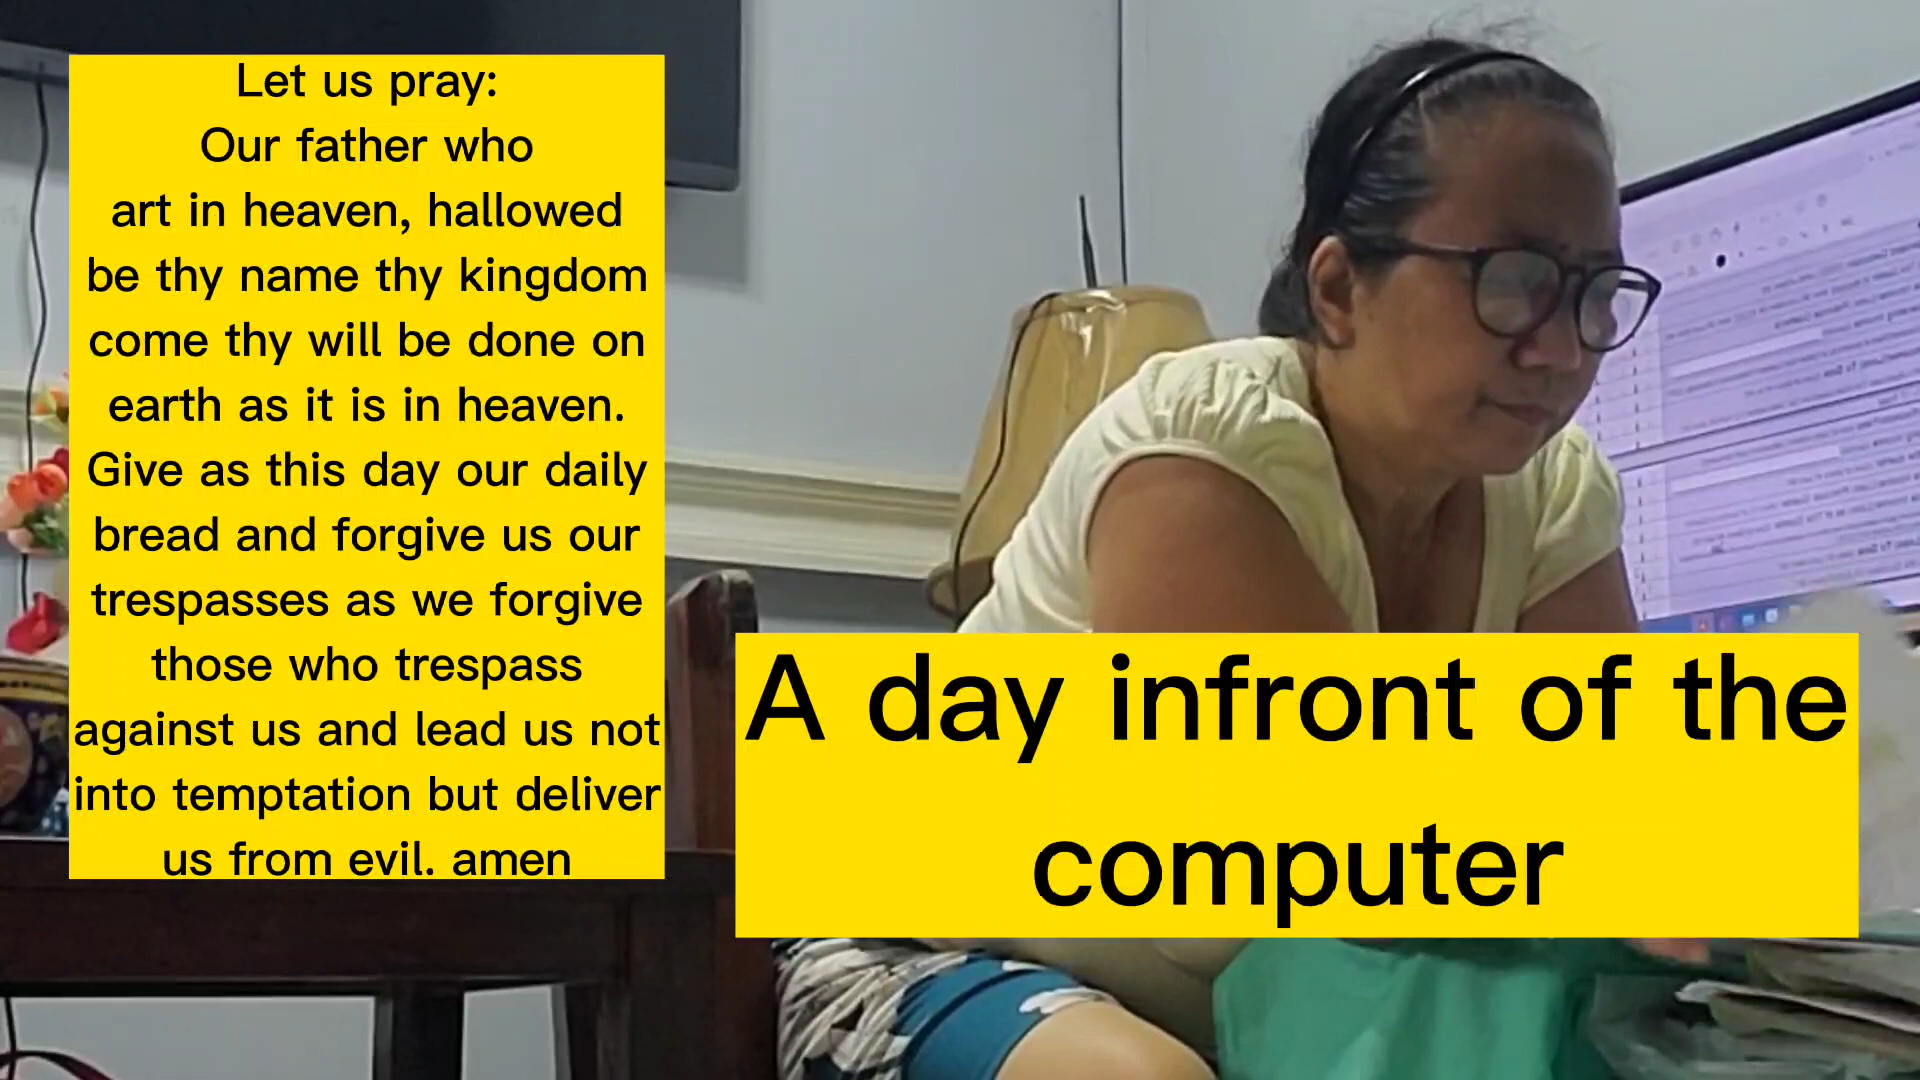 Let us pray:
Our father who
art in heaven, hallowed
be thy name thy kingdom
come thy will be done on
earth as it is in heaven.
Give as this day our daily
bread and forgive us our
trespasses as we forgive
those who trespass
against us and lead us not
into temptation but deliver
us from evil. amen
A day infront of the
computer